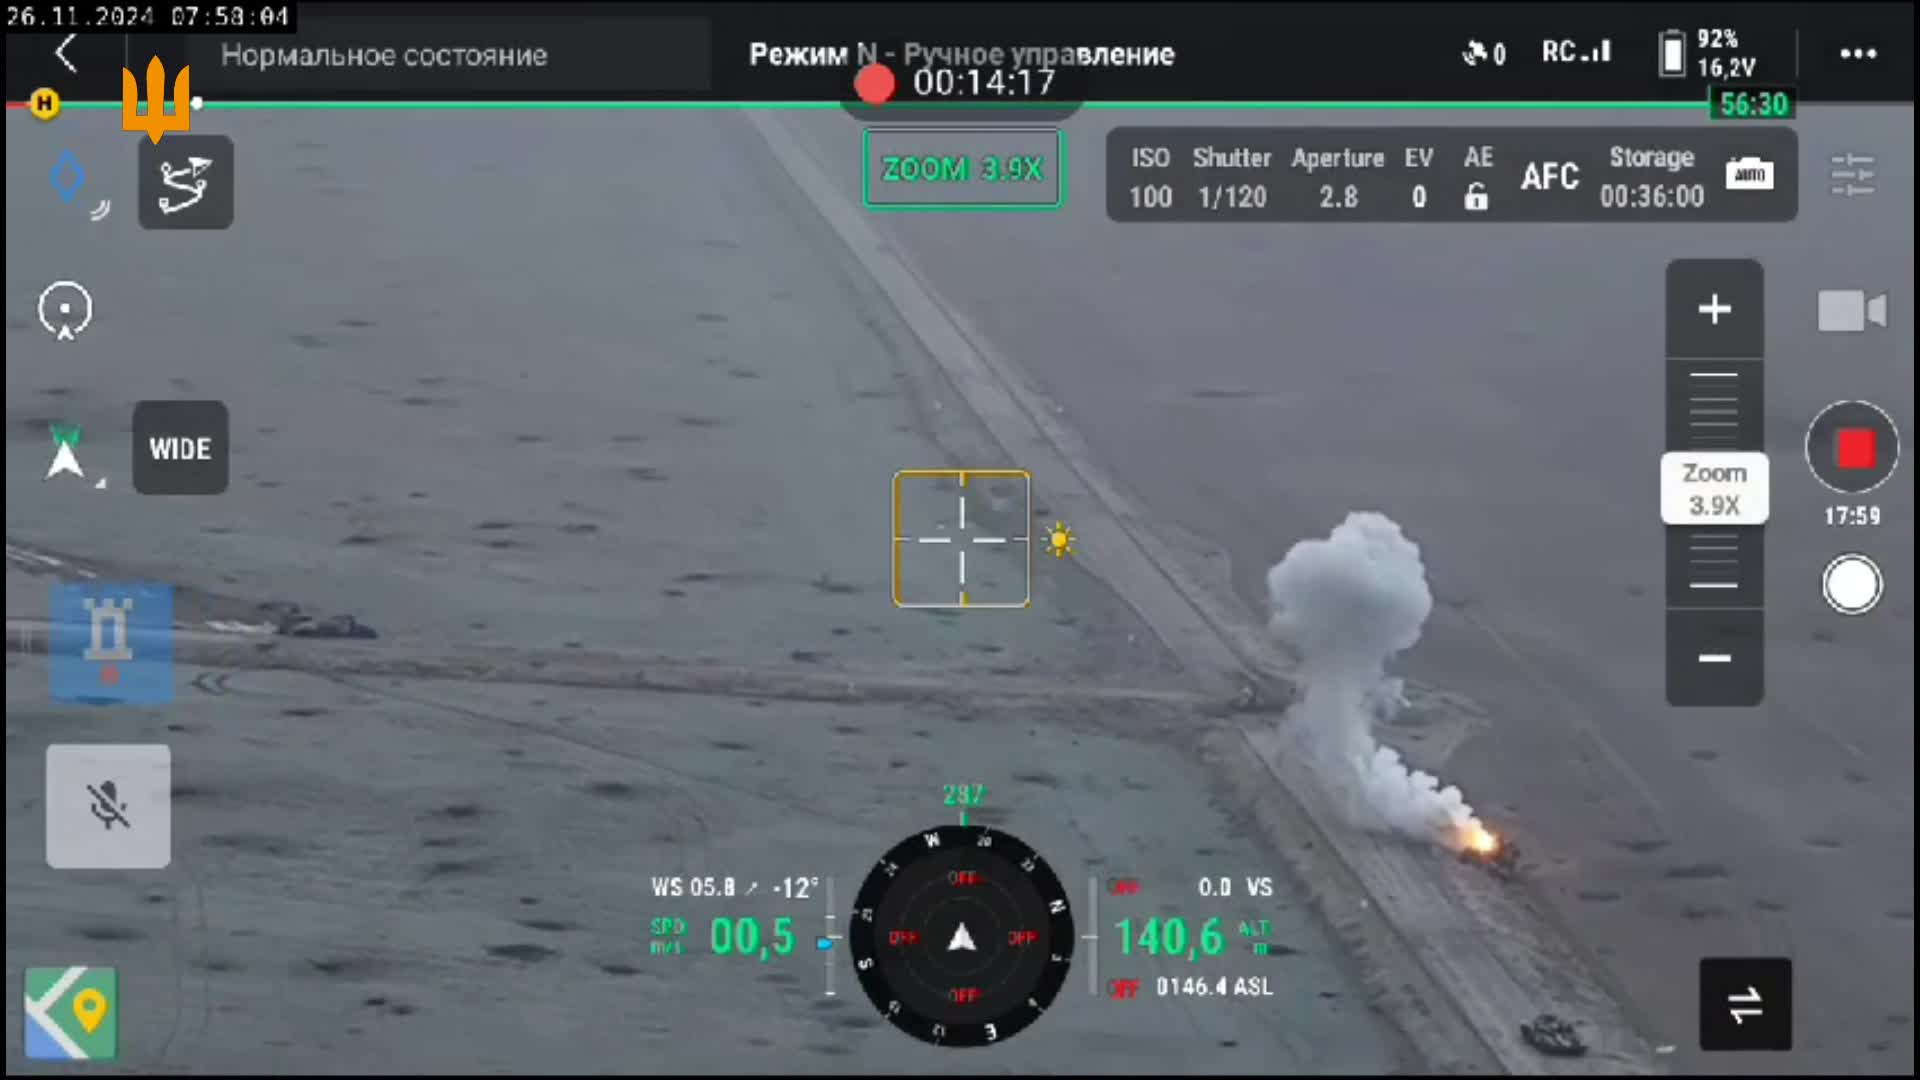 26.11.2024 07:58:04
Нормальное состояние
Режим N - Ручное управление
0
RC
92%
16,2V
00:14:17
H
56:30
ZOOM 3.9X
ISO 100
Shutter 1/120
Aperture 2.8
EV 0
AE
AFC
Storage 00:36:00
AUTO
WIDE
Zoom
3.9X
17:59
287
W
N
S
E
OFF
OFF
OFF
OFF
WS 05.8
-12°
SPD m/s 00,5
OFF
0.0 VS
140,6 ALT m
OFF
0146.4 ASL